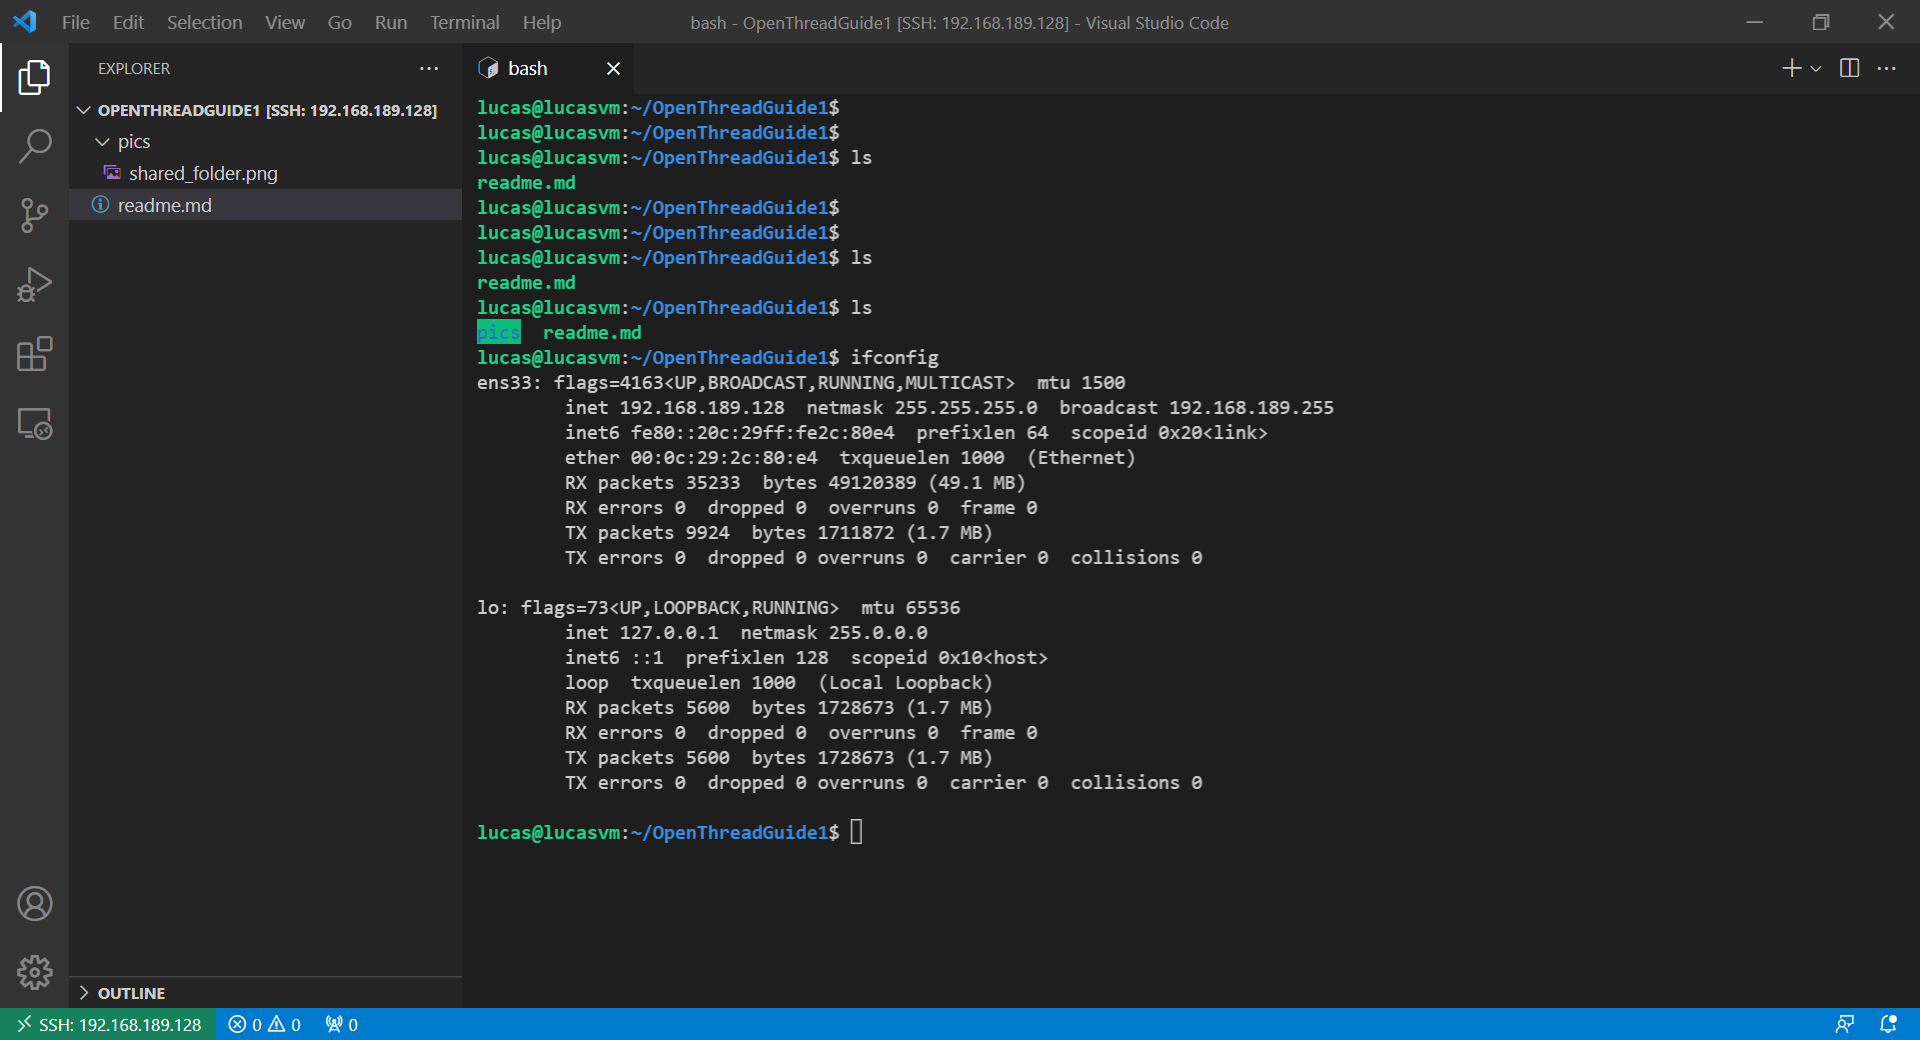 File Edit Selection View Go Run Terminal Help
bash - OpenThreadGuide1 [SSH: 192.168.189.128] - Visual Studio Code
EXPLORER
OPENTHREADGUIDE1 [SSH: 192.168.189.128]
pics
shared_folder.png
readme.md
OUTLINE
bash
lucas@lucasvm:~/OpenThreadGuide1$
lucas@lucasvm:~/OpenThreadGuide1$
lucas@lucasvm:~/OpenThreadGuide1$ ls
readme.md
lucas@lucasvm:~/OpenThreadGuide1$
lucas@lucasvm:~/OpenThreadGuide1$
lucas@lucasvm:~/OpenThreadGuide1$ ls
readme.md
lucas@lucasvm:~/OpenThreadGuide1$ ls
pics  readme.md
lucas@lucasvm:~/OpenThreadGuide1$ ifconfig
ens33: flags=4163<UP,BROADCAST,RUNNING,MULTICAST>  mtu 1500
        inet 192.168.189.128  netmask 255.255.255.0  broadcast 192.168.189.255
        inet6 fe80::20c:29ff:fe2c:80e4  prefixlen 64  scopeid 0x20<link>
        ether 00:0c:29:2c:80:e4  txqueuelen 1000  (Ethernet)
        RX packets 35233  bytes 49120389 (49.1 MB)
        RX errors 0  dropped 0  overruns 0  frame 0
        TX packets 9924  bytes 1711872 (1.7 MB)
        TX errors 0  dropped 0 overruns 0  carrier 0  collisions 0
lo: flags=73<UP,LOOPBACK,RUNNING>  mtu 65536
        inet 127.0.0.1  netmask 255.0.0.0
        inet6 ::1  prefixlen 128  scopeid 0x10<host>
        loop  txqueuelen 1000  (Local Loopback)
        RX packets 5600  bytes 1728673 (1.7 MB)
        RX errors 0  dropped 0  overruns 0  frame 0
        TX packets 5600  bytes 1728673 (1.7 MB)
        TX errors 0  dropped 0 overruns 0  carrier 0  collisions 0
lucas@lucasvm:~/OpenThreadGuide1$
SSH: 192.168.189.128 0 0 0